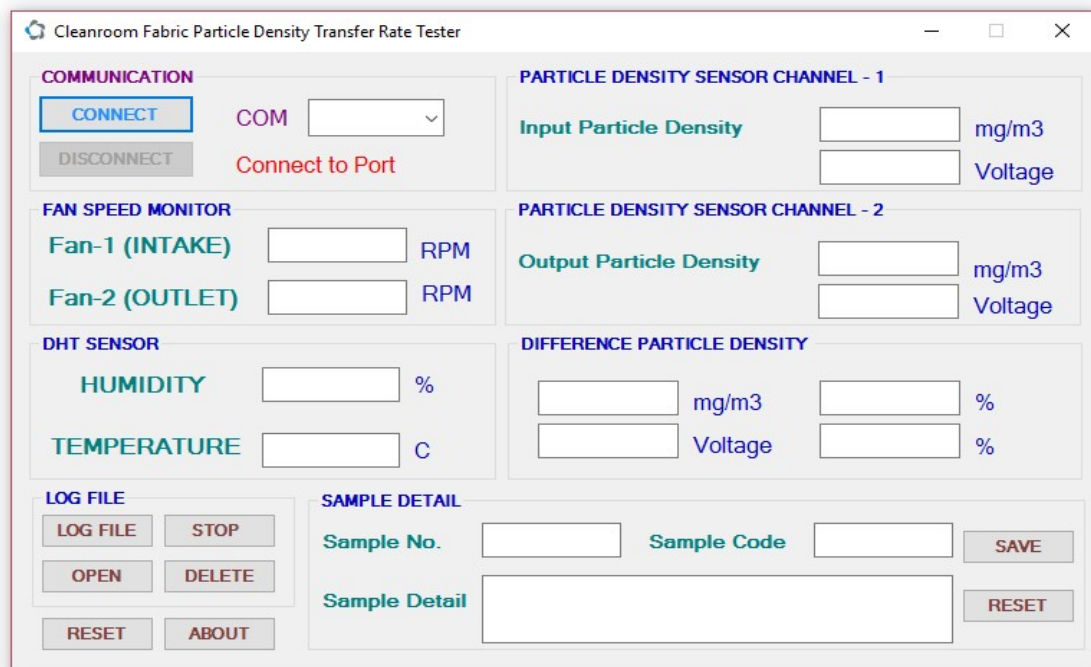 Cleanroom Fabric Particle Density Transfer Rate Tester
COMMUNICATION
CONNECT
COM
DISCONNECT
Connect to Port
PARTICLE DENSITY SENSOR CHANNEL - 1
Input Particle Density
mg/m3
Voltage
FAN SPEED MONITOR
Fan-1 (INTAKE)
RPM
Fan-2 (OUTLET)
RPM
PARTICLE DENSITY SENSOR CHANNEL - 2
Output Particle Density
mg/m3
Voltage
DHT SENSOR
HUMIDITY
%
TEMPERATURE
C
DIFFERENCE PARTICLE DENSITY
mg/m3
%
Voltage
%
LOG FILE
LOG FILE
STOP
OPEN
DELETE
RESET
ABOUT
SAMPLE DETAIL
Sample No.
Sample Code
SAVE
Sample Detail
RESET